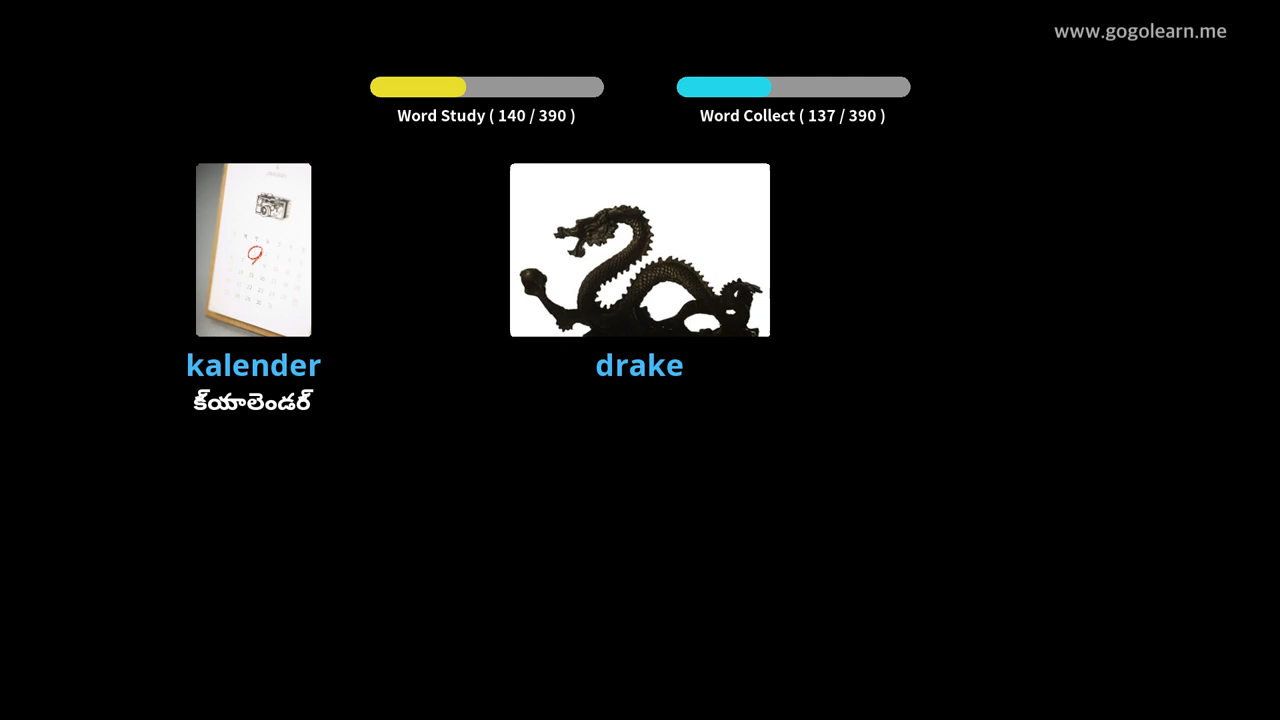 www.gogolearn.me
Word Study ( 140 / 390 )
Word Collect ( 137 / 390 )
kalender
drake
క్‌యాలెండర్